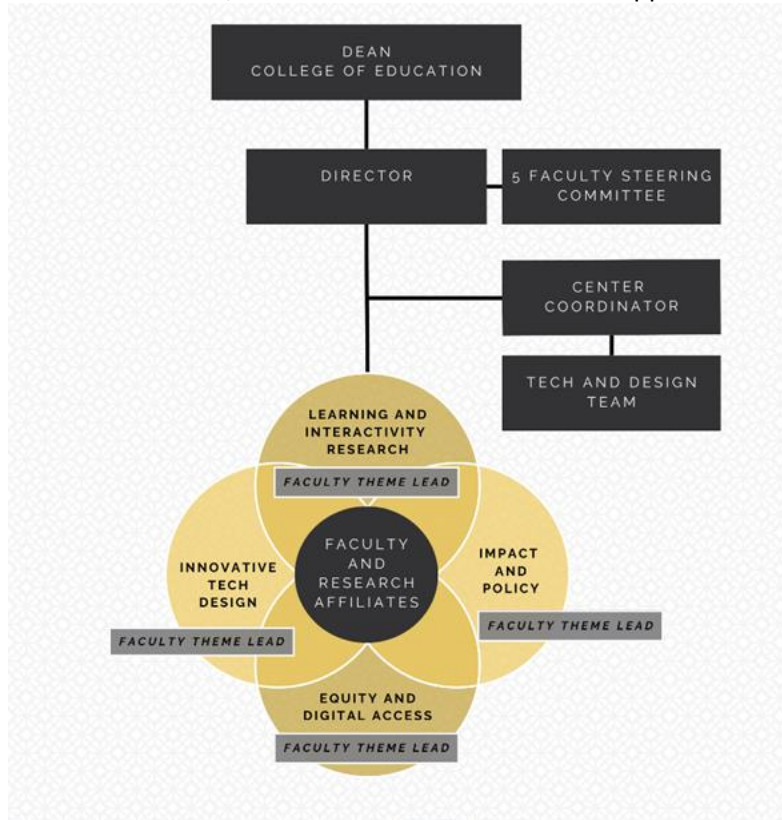 DEAN
COLLEGE OF EDUCATION
DIRECTOR
5 FACULTY STEERING
COMMITTEE
CENTER
COORDINATOR
TECH AND DESIGN
TEAM
LEARNING AND
INTERACTIVITY
RESEARCH
FACULTY THEME LEAD
INNOVATIVE
TECH
DESIGN
FACULTY THEME LEAD
FACULTY
AND
RESEARCH
AFFILIATES
IMPACT
AND
POLICY
FACULTY THEME LEAD
EQUITY AND
DIGITAL ACCESS
FACULTY THEME LEAD